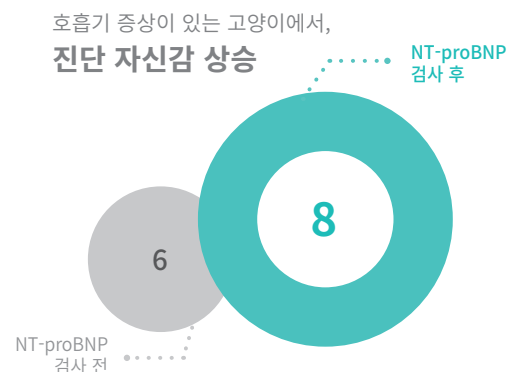 호흡기 증상이 있는 고양이에서,
진단 자신감 상승
NT-proBNP
검사 후
8
6
NT-proBNP
검사 전